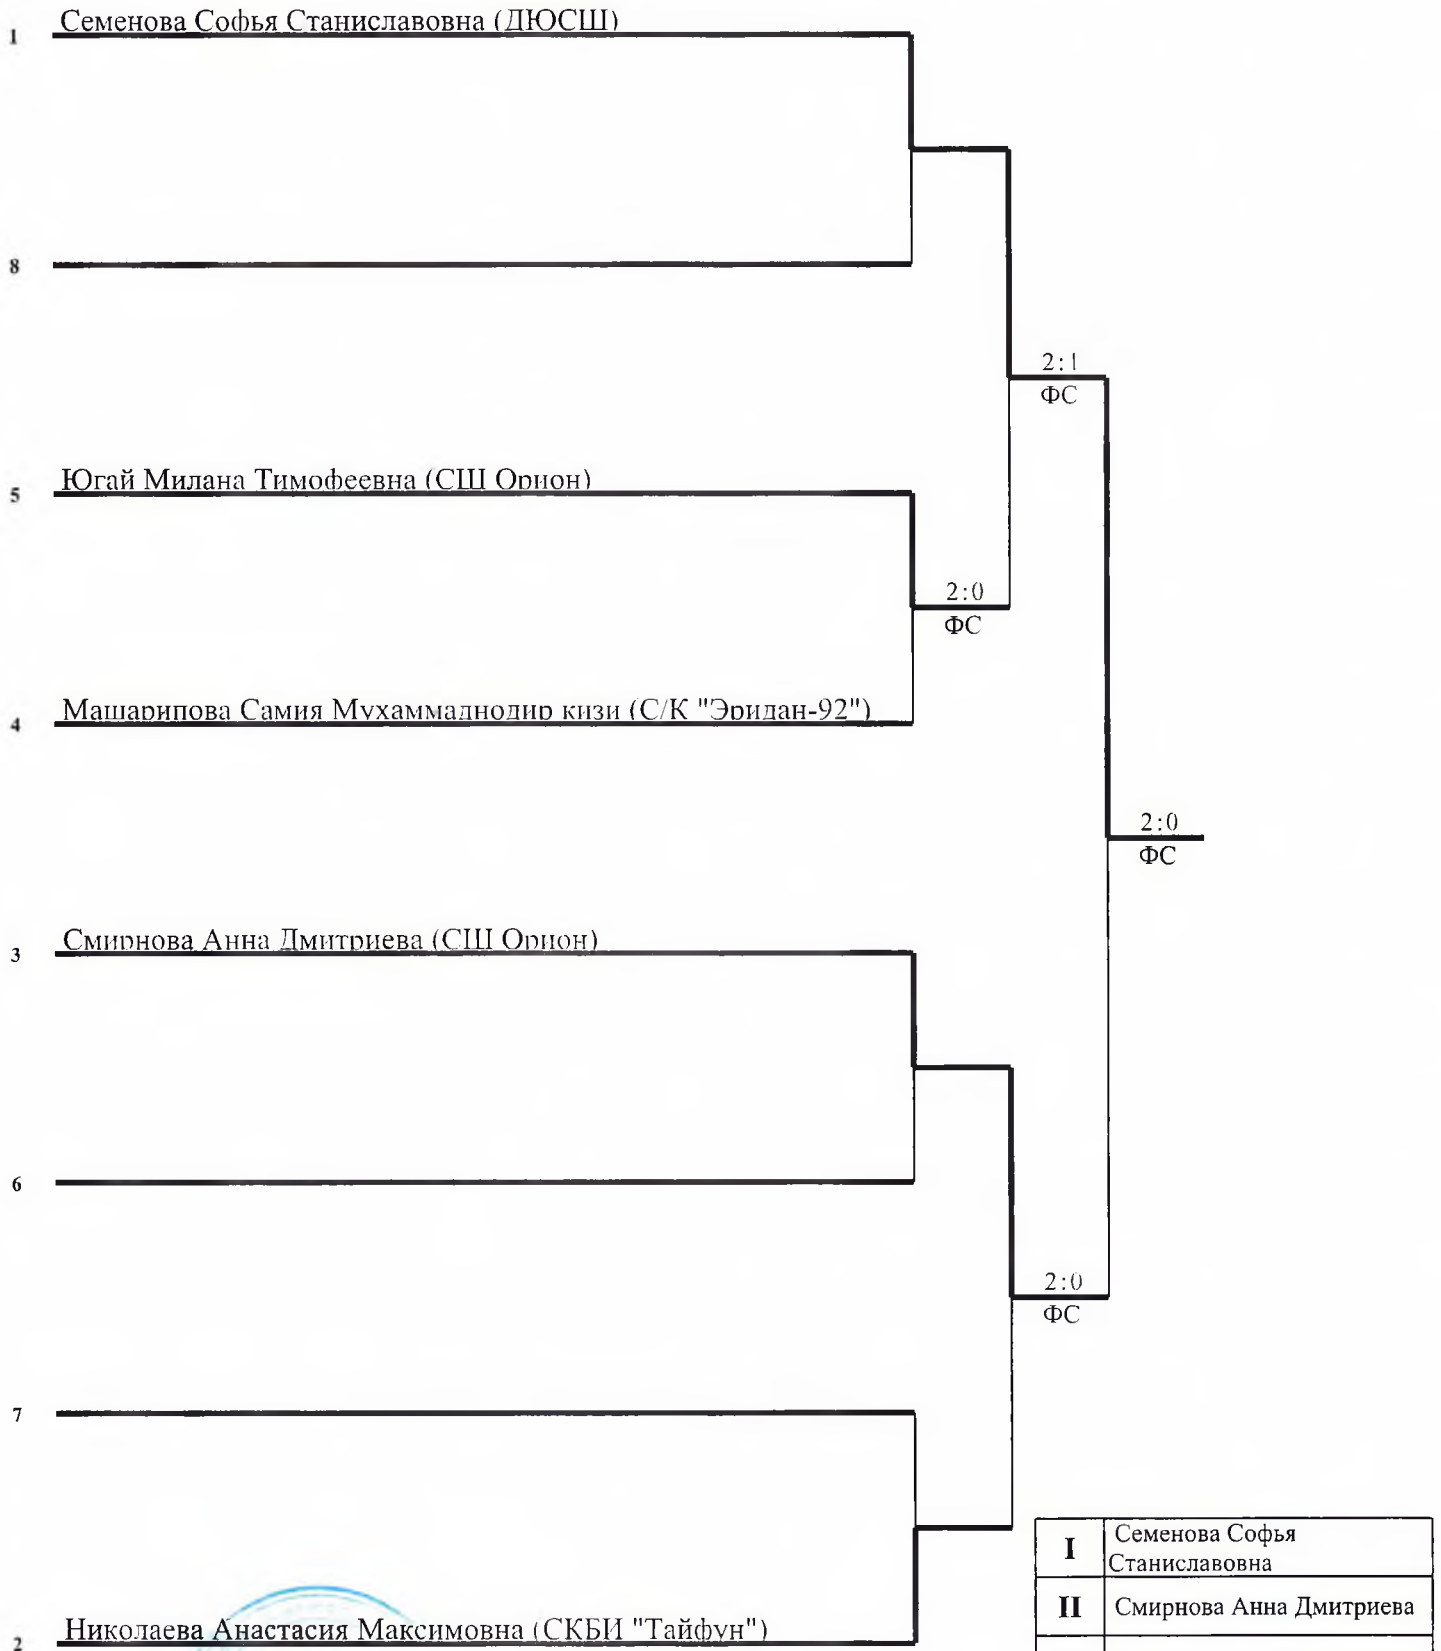 1 Семенова Софья Станиславовна (ДЮСШ)
8
2:1
ФС
5 Югай Милана Тимофеевна (СШ Орион)
2:0
ФС
4 Машарипова Самия Мухаммаднодир кизи (С/К "Эридан-92")
2:0
ФС
3 Смирнова Анна Дмитриева (СШ Орион)
6
2:0
ФС
7
I Семенова Софья
Станиславовна
II Смирнова Анна Дмитриева
2 Николаева Анастасия Максимовна (СКБИ "Тайфун")